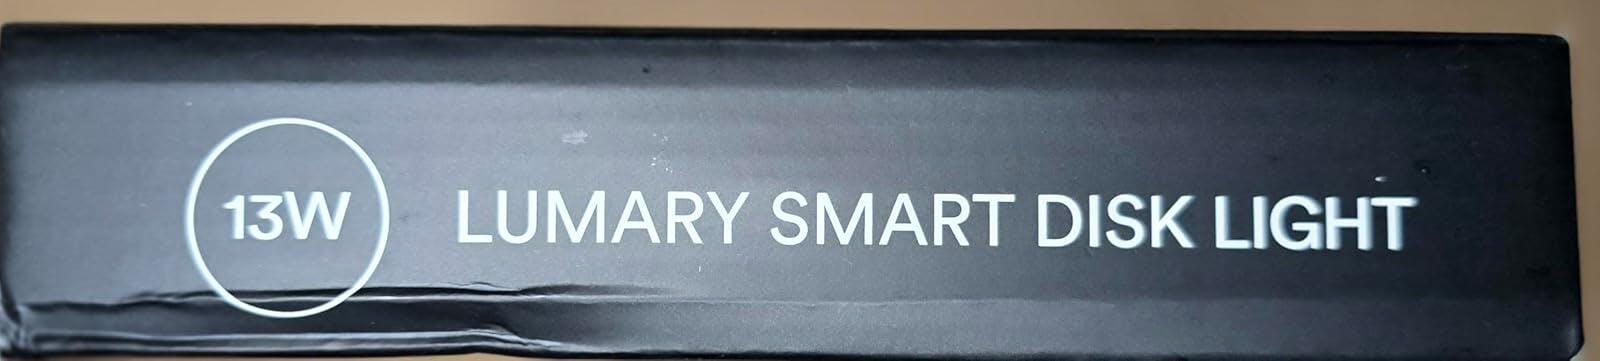 13W LUMARY SMART DISK LIGHT